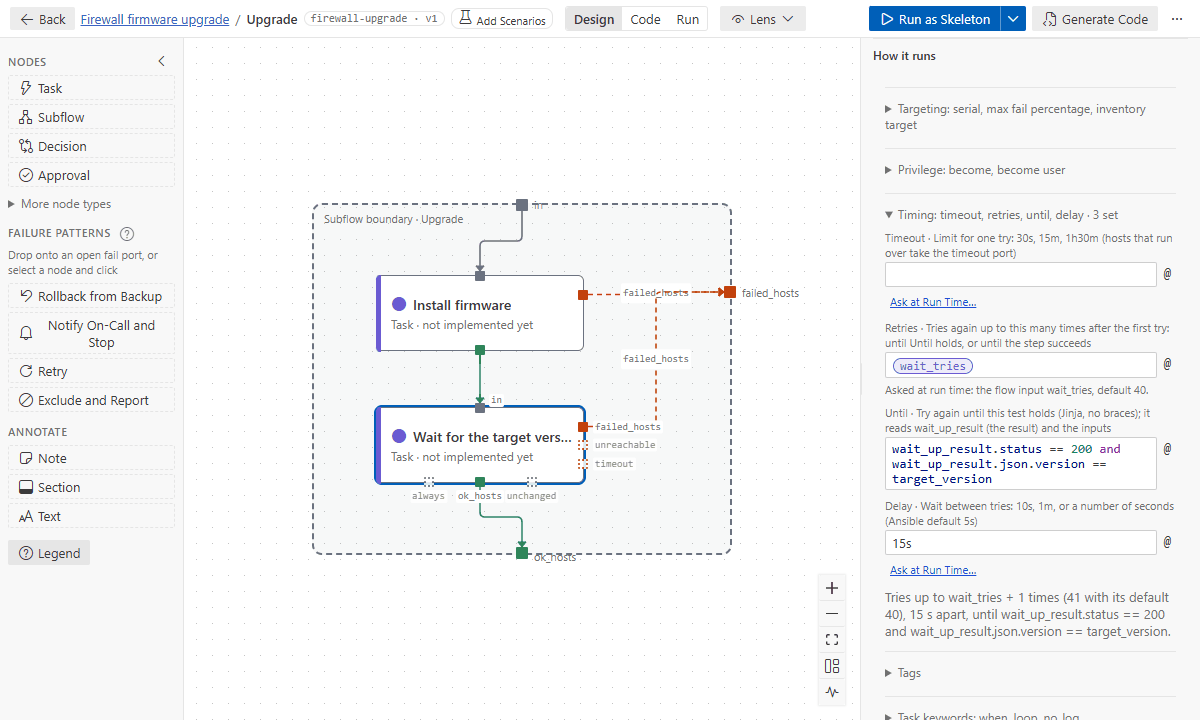 Back
Firewall firmware upgrade / Upgrade
firewall-upgrade · v1
Add Scenarios
Design
Code
Run
Lens
Run as Skeleton
Generate Code
NODES
Task
Subflow
Decision
Approval
More node types
FAILURE PATTERNS
Drop onto an open fail port, or
select a node and click
Rollback from Backup
Notify On-Call and
Stop
Retry
Exclude and Report
ANNOTATE
Note
Section
Text
Legend
in
Subflow boundary · Upgrade
Install firmware
Task · not implemented yet
failed_hosts
failed_hosts
failed_hosts
in
Wait for the target vers...
Task · not implemented yet
failed_hosts
unreachable
timeout
always
ok_hosts
unchanged
ok_hosts
How it runs
Targeting: serial, max fail percentage, inventory
target
Privilege: become, become user
Timing: timeout, retries, until, delay · 3 set
Timeout · Limit for one try: 30s, 15m, 1h30m (hosts that run
over take the timeout port)
@
Ask at Run Time...
Retries · Tries again up to this many times after the first try:
until Until holds, or until the step succeeds
wait_tries
@
Asked at run time: the flow input wait_tries, default 40.
Until · Try again until this test holds (Jinja, no braces); it
reads wait_up_result (the result) and the inputs
wait_up_result.status == 200 and
wait_up_result.json.version ==
target_version
@
Delay · Wait between tries: 10s, 1m, or a number of seconds
(Ansible default 5s)
15s
@
Ask at Run Time...
Tries up to wait_tries + 1 times (41 with its default
40), 15 s apart, until wait_up_result.status == 200
and wait_up_result.json.version == target_version.
Tags
Task keywords: when, loop, no_log